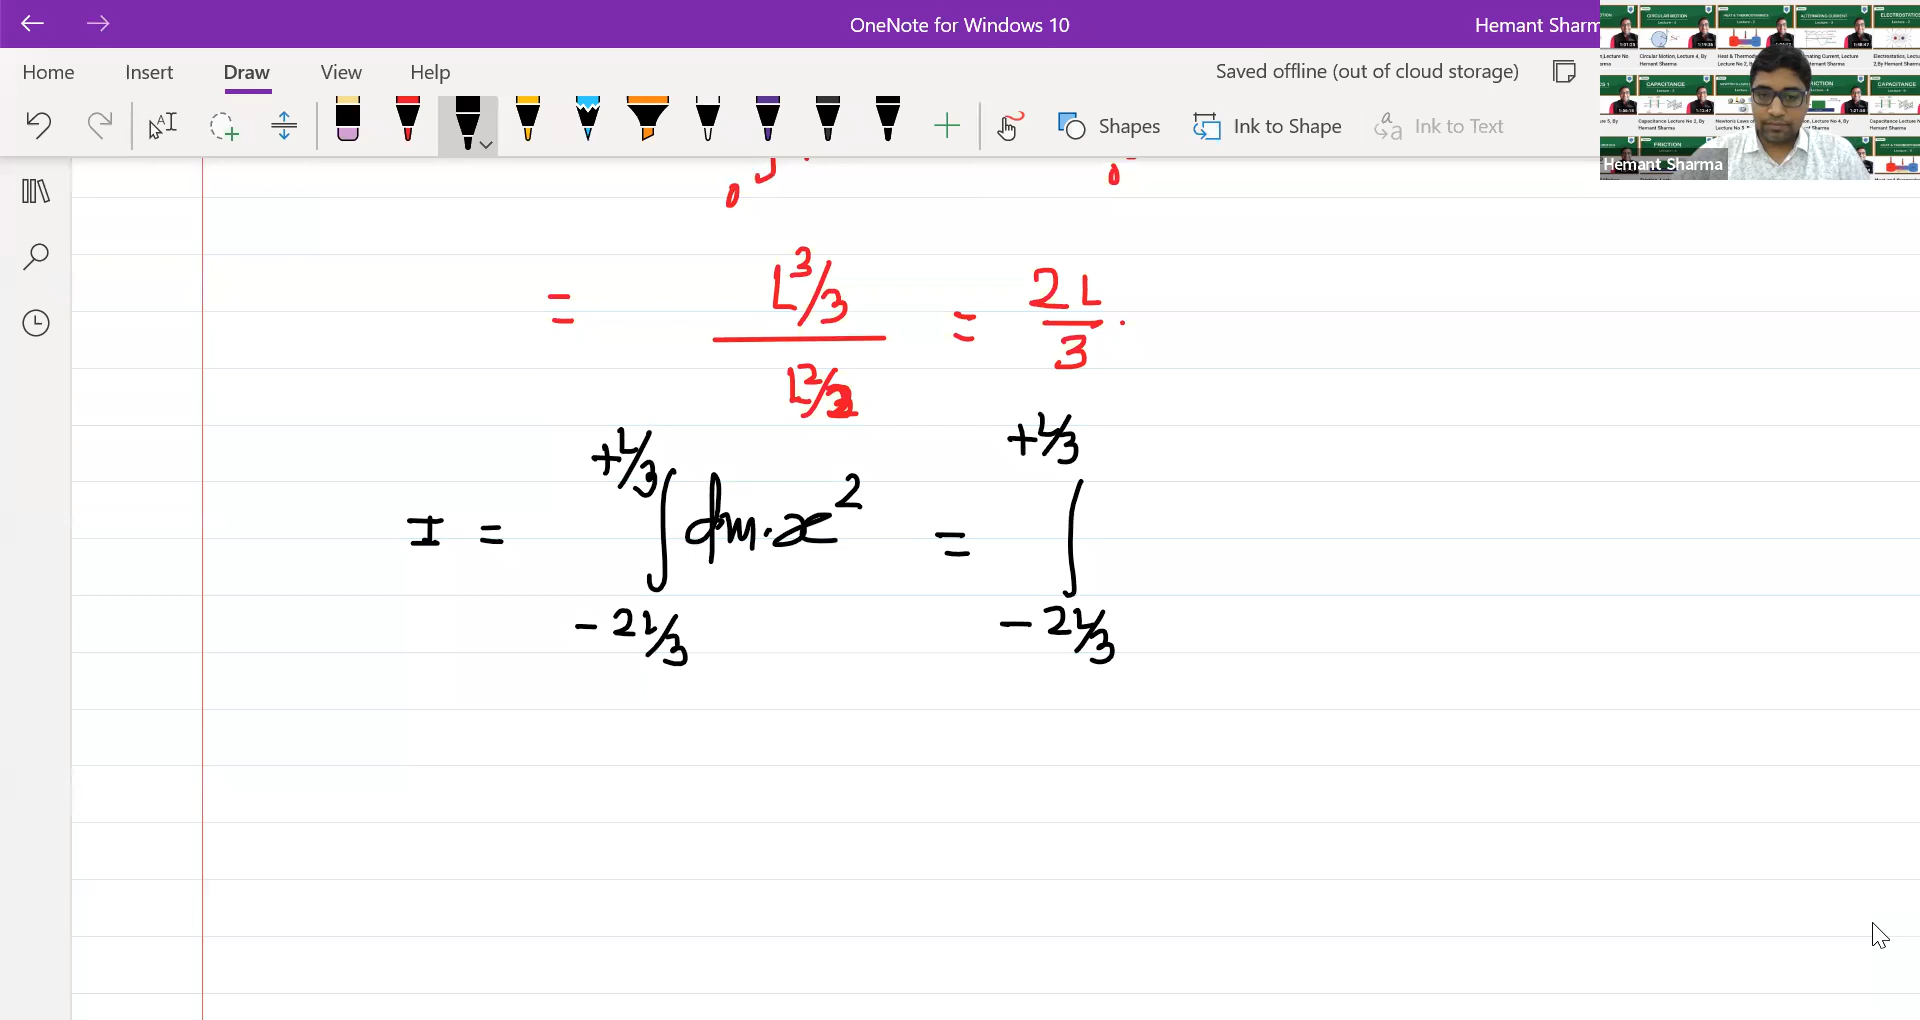 OneNote for Windows 10
Hemant Sharm
Home Insert Draw View Help
Saved offline (out of cloud storage)
Shapes Ink to Shape Ink to Text
Hemant Sharma
= L³/3 / L²/2 = 2L/3 .
I = ∫ dm.x² = ∫
+L/3 +L/3
-2L/3 -2L/3